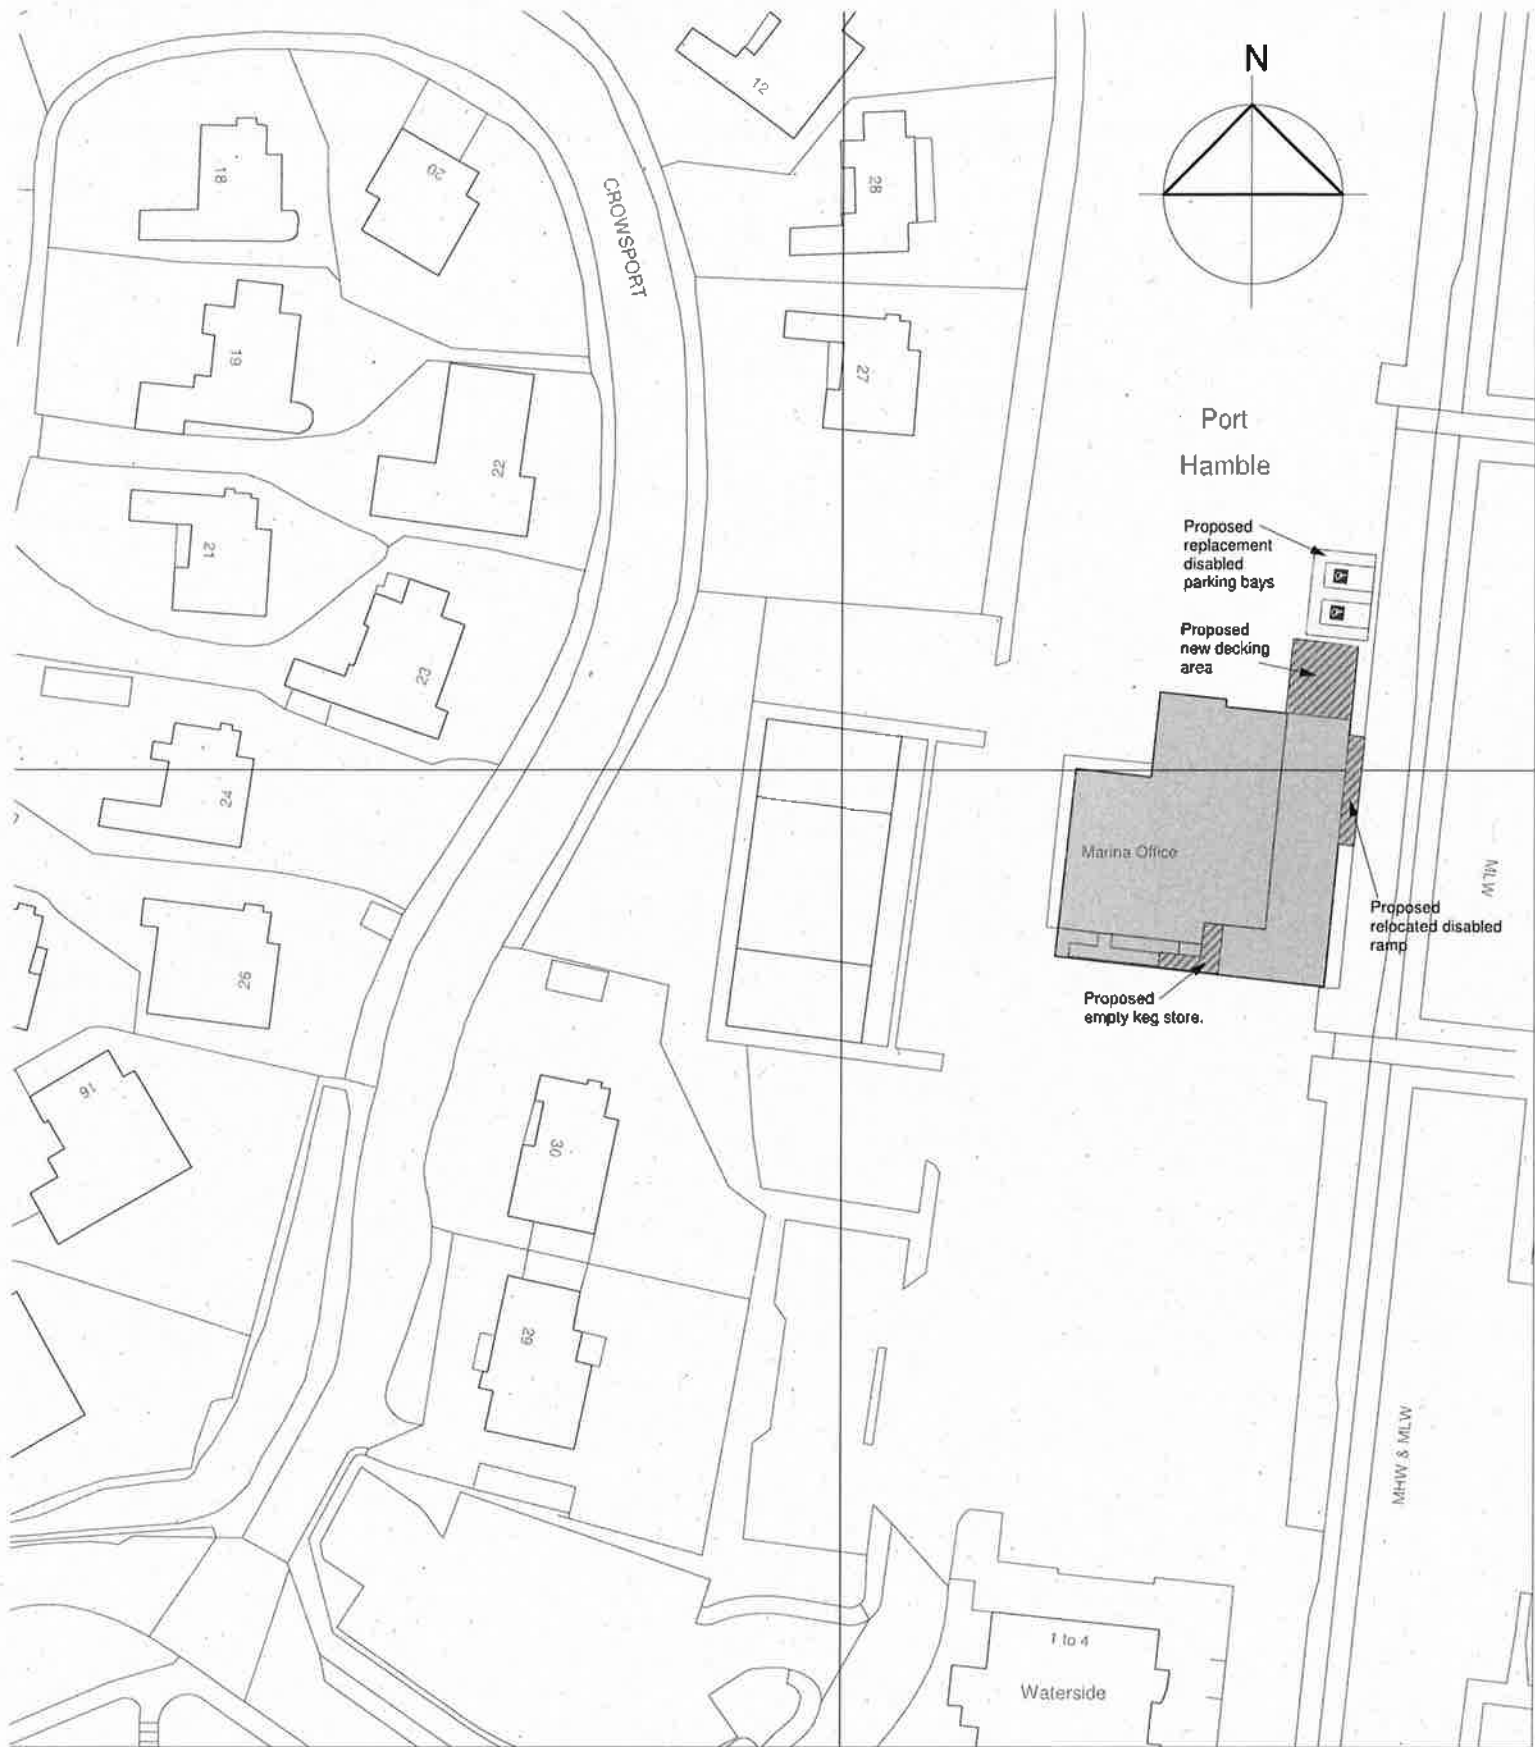 N
12
18
20
28
CROWSPORT
19
27
22
Port
Hamble
21
Proposed
replacement
disabled
parking bays
Proposed
new decking
area
23
24
Marina Office
MLW
Proposed
relocated disabled
ramp
26
Proposed
empty keg store.
16
30
29
MHW & MLW
1 to 4
Waterside